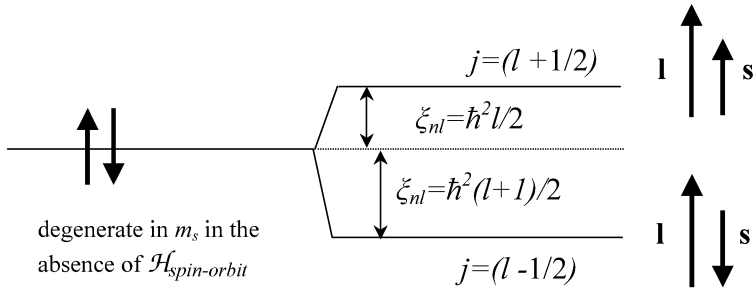 j=(l +1/2)
l s
ξnl=ħ²l/2
ξnl=ħ²(l+1)/2
degenerate in ms in the
absence of ℋspin-orbit
l s
j=(l -1/2)